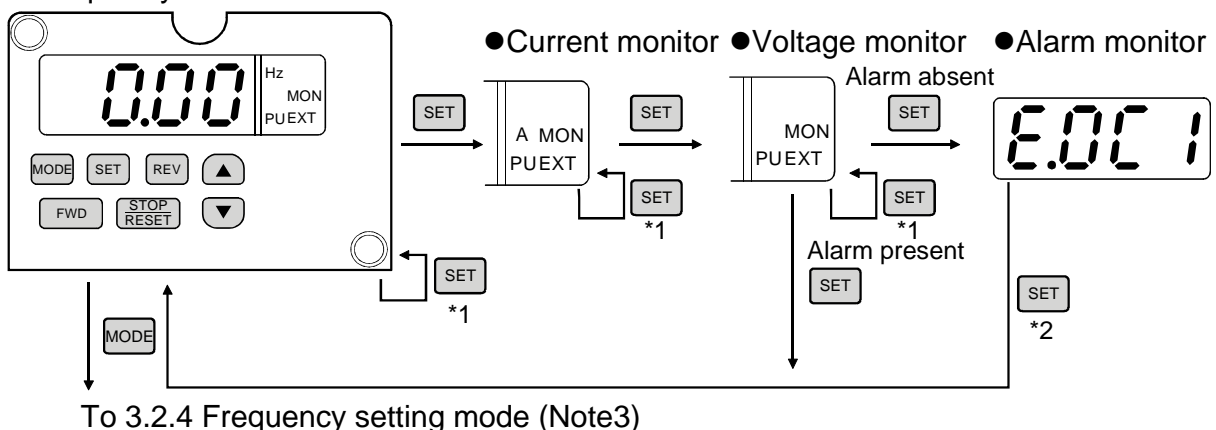 ●Current monitor ●Voltage monitor ●Alarm monitor
0.00
Hz
MON
PU EXT
SET
A MON
PU EXT
SET
MON
PU EXT
Alarm absent
SET
E.OC 1
MODE SET REV ▲
FWD STOP
RESET ▼
SET
*1
SET
*1
SET
*1
Alarm present
SET
SET
*2
MODE
To 3.2.4 Frequency setting mode (Note3)